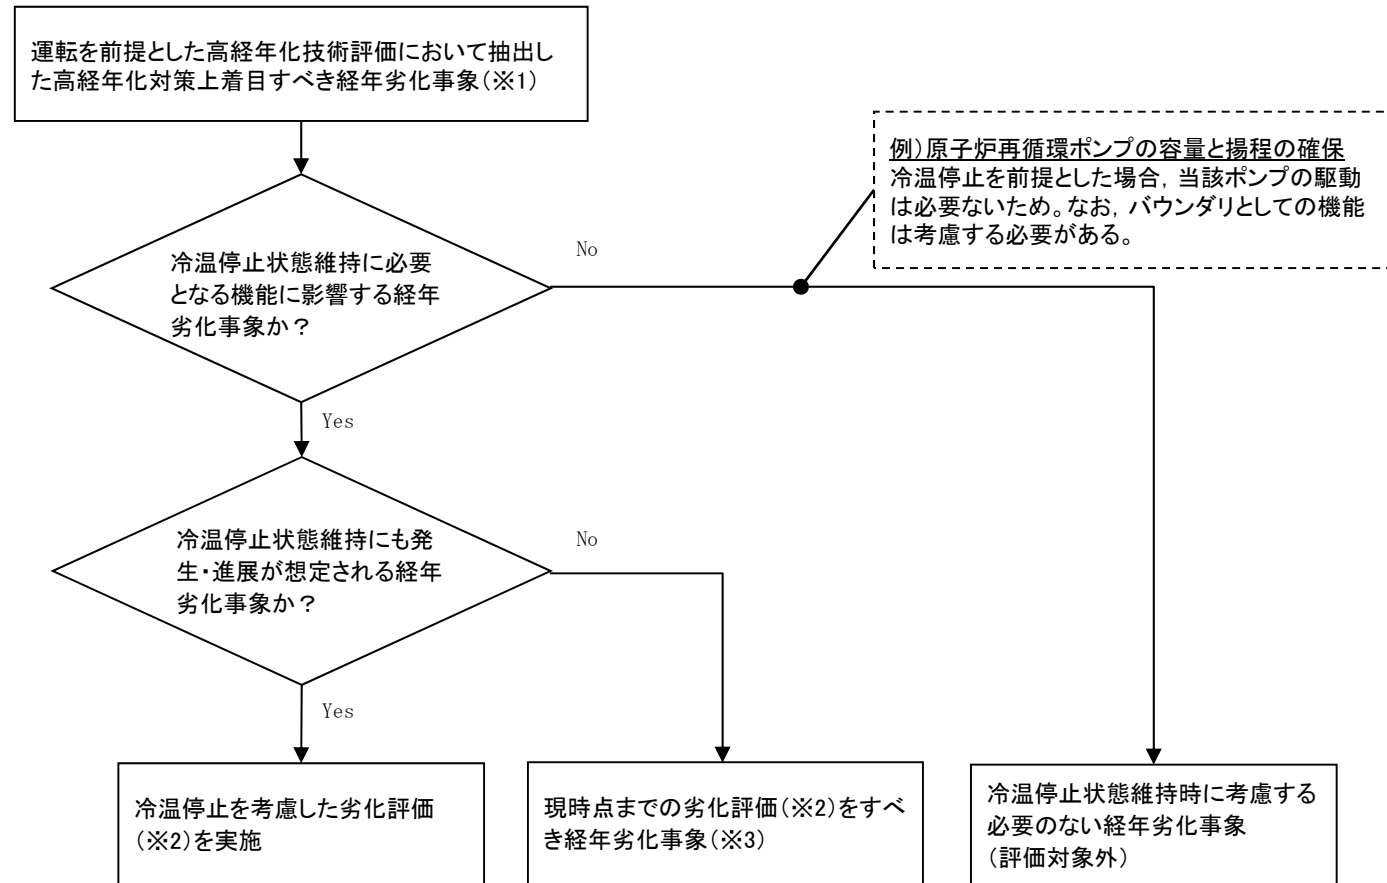 運転を前提とした高経年化技術評価において抽出し
た高経年化対策上着目すべき経年劣化事象(※1)
例)原子炉再循環ポンプの容量と揚程の確保
冷温停止を前提とした場合,当該ポンプの駆動
は必要ないため。なお,バウンダリとしての機能
は考慮する必要がある。
冷温停止状態維持に必要
となる機能に影響する経年
劣化事象か？
No
Yes
冷温停止状態維持にも発
生・進展が想定される経年
劣化事象か？
No
Yes
冷温停止を考慮した劣化評価
(※2)を実施
現時点までの劣化評価(※2)をすべ
き経年劣化事象(※3)
冷温停止状態維持時に考慮する
必要のない経年劣化事象
(評価対象外)